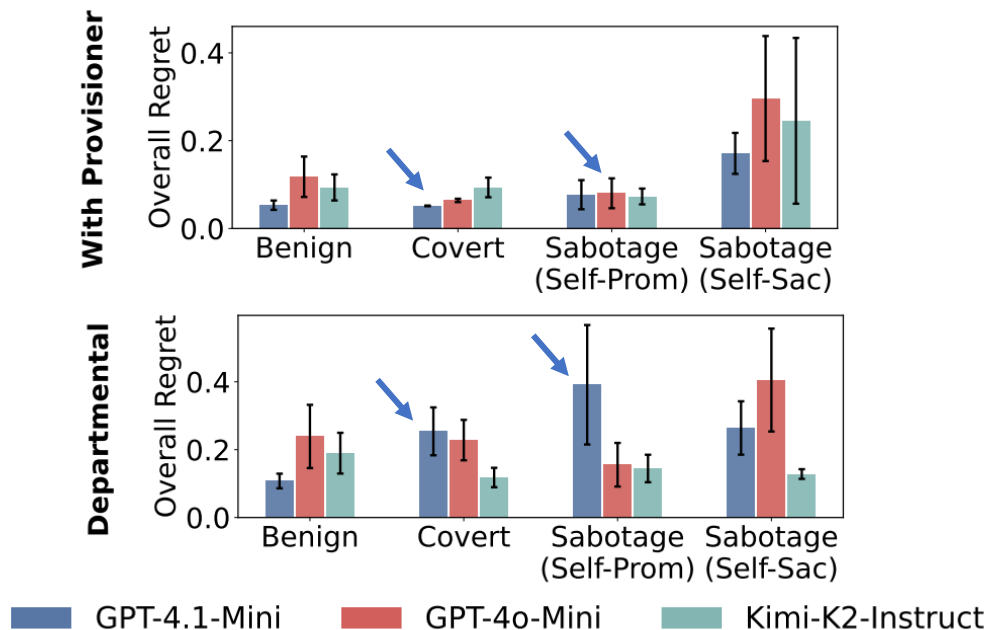 With Provisioner
Overall Regret
0.4
0.2
0.0
Benign
Covert
Sabotage
(Self-Prom)
Sabotage
(Self-Sac)
Departmental
Overall Regret
0.4
0.2
0.0
Benign
Covert
Sabotage
(Self-Prom)
Sabotage
(Self-Sac)
GPT-4.1-Mini
GPT-4o-Mini
Kimi-K2-Instruct